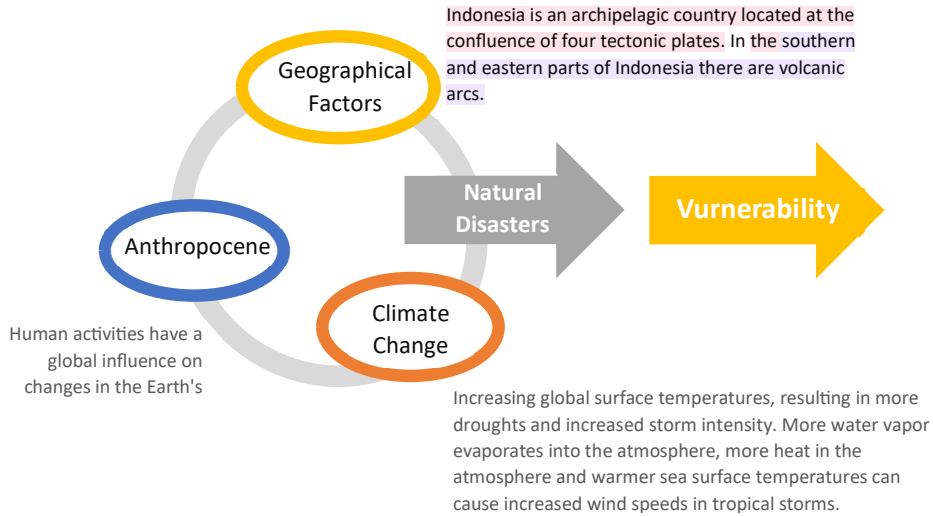 Indonesia is an archipelagic country located at the
confluence of four tectonic plates. In the southern
and eastern parts of Indonesia there are volcanic
arcs.
Geographical
Factors
Natural
Disasters
Vurnerability
Anthropocene
Climate
Change
Human activities have a
global influence on
changes in the Earth's
Increasing global surface temperatures, resulting in more
droughts and increased storm intensity. More water vapor
evaporates into the atmosphere, more heat in the
atmosphere and warmer sea surface temperatures can
cause increased wind speeds in tropical storms.